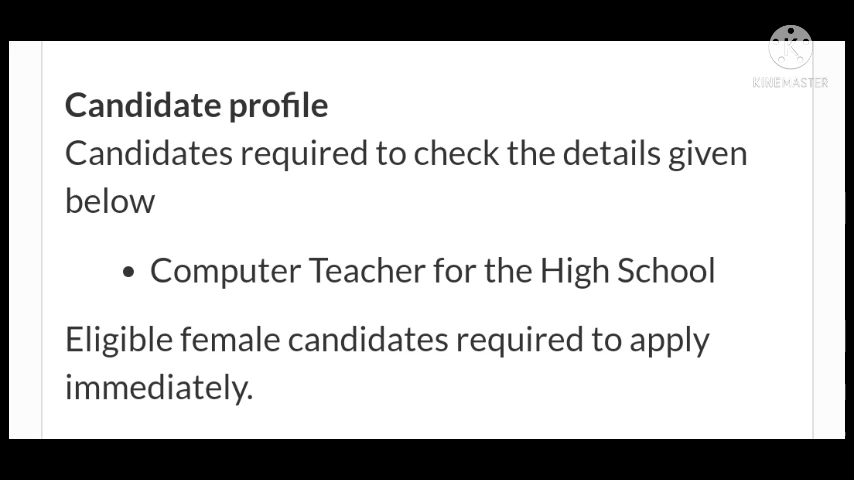 KINEMASTER
Candidate profile
Candidates required to check the details given
below
• Computer Teacher for the High School
Eligible female candidates required to apply
immediately.